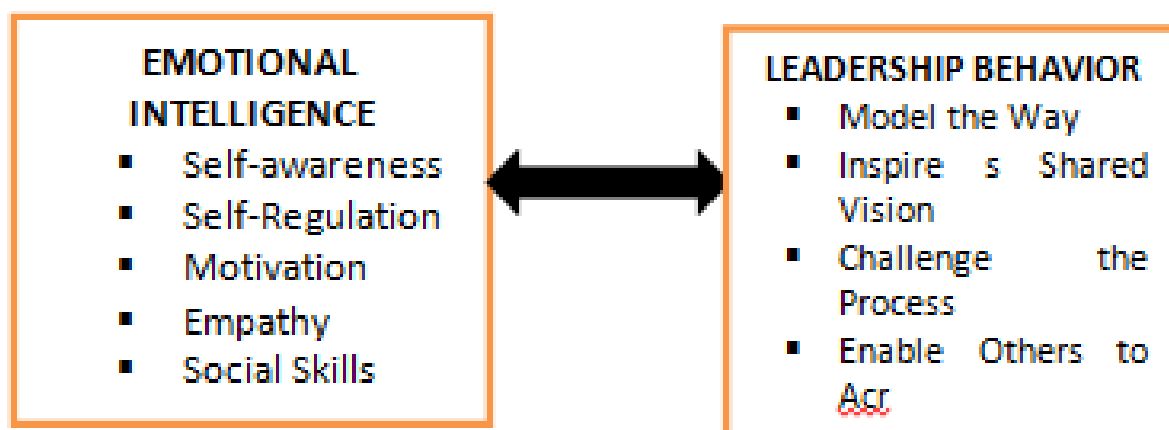 EMOTIONAL
INTELLIGENCE
▪ Self-awareness
▪ Self-Regulation
▪ Motivation
▪ Empathy
▪ Social Skills
LEADERSHIP BEHAVIOR
▪ Model the Way
▪ Inspire s Shared
Vision
▪ Challenge the
Process
▪ Enable Others to
Acr